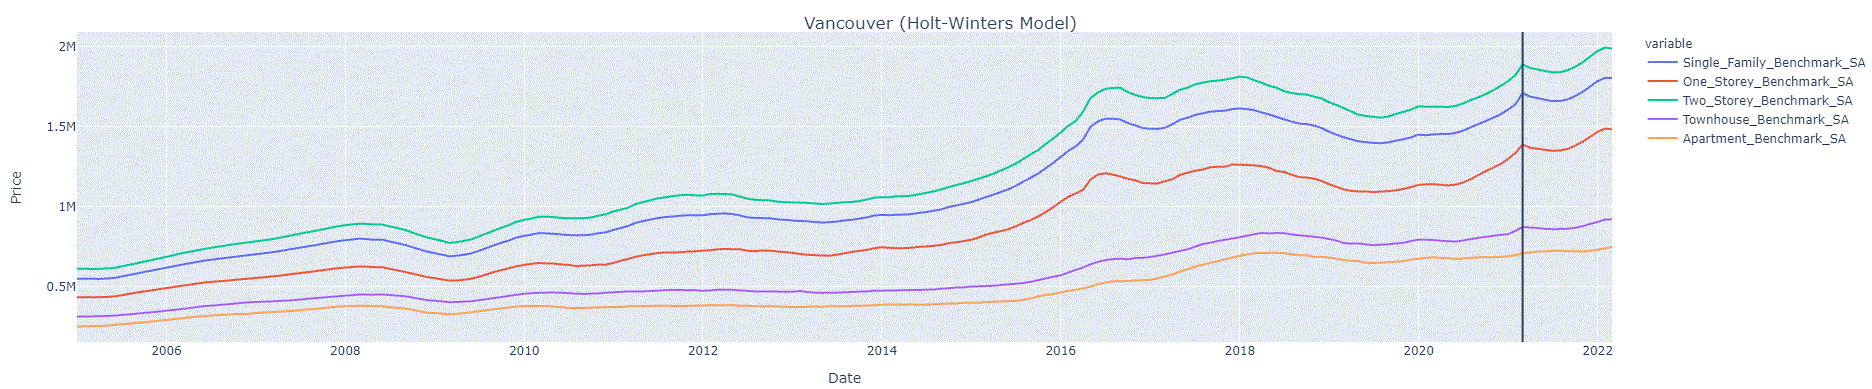 Vancouver (Holt-Winters Model)
2M
1.5M
1M
0.5M
Price
2006 2008 2010 2012 2014 2016 2018 2020 2022
Date
variable
Single_Family_Benchmark_SA
One_Storey_Benchmark_SA
Two_Storey_Benchmark_SA
Townhouse_Benchmark_SA
Apartment_Benchmark_SA